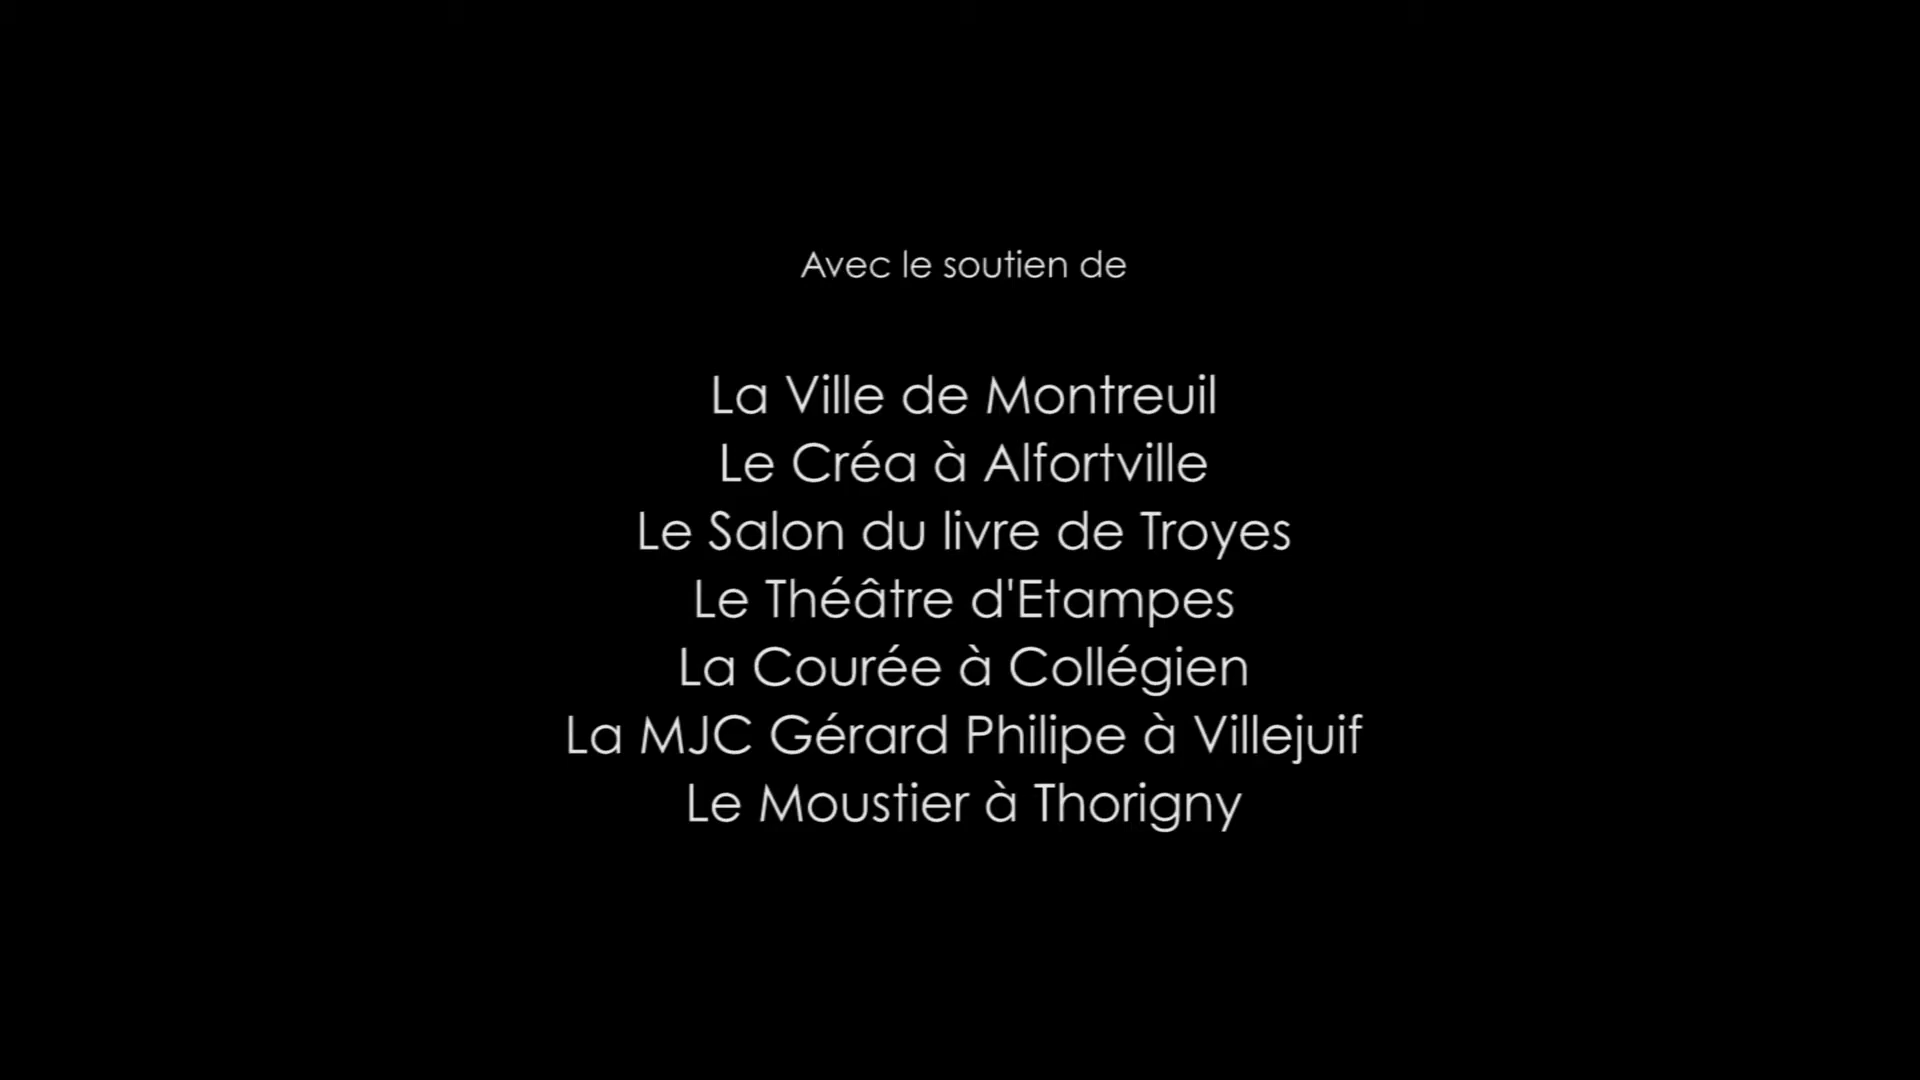 Avec le soutien de
La Ville de Montreuil
Le Créa à Alfortville
Le Salon du livre de Troyes
Le Théâtre d'Etampes
La Courée à Collégien
La MJC Gérard Philipe à Villejuif
Le Moustier à Thorigny